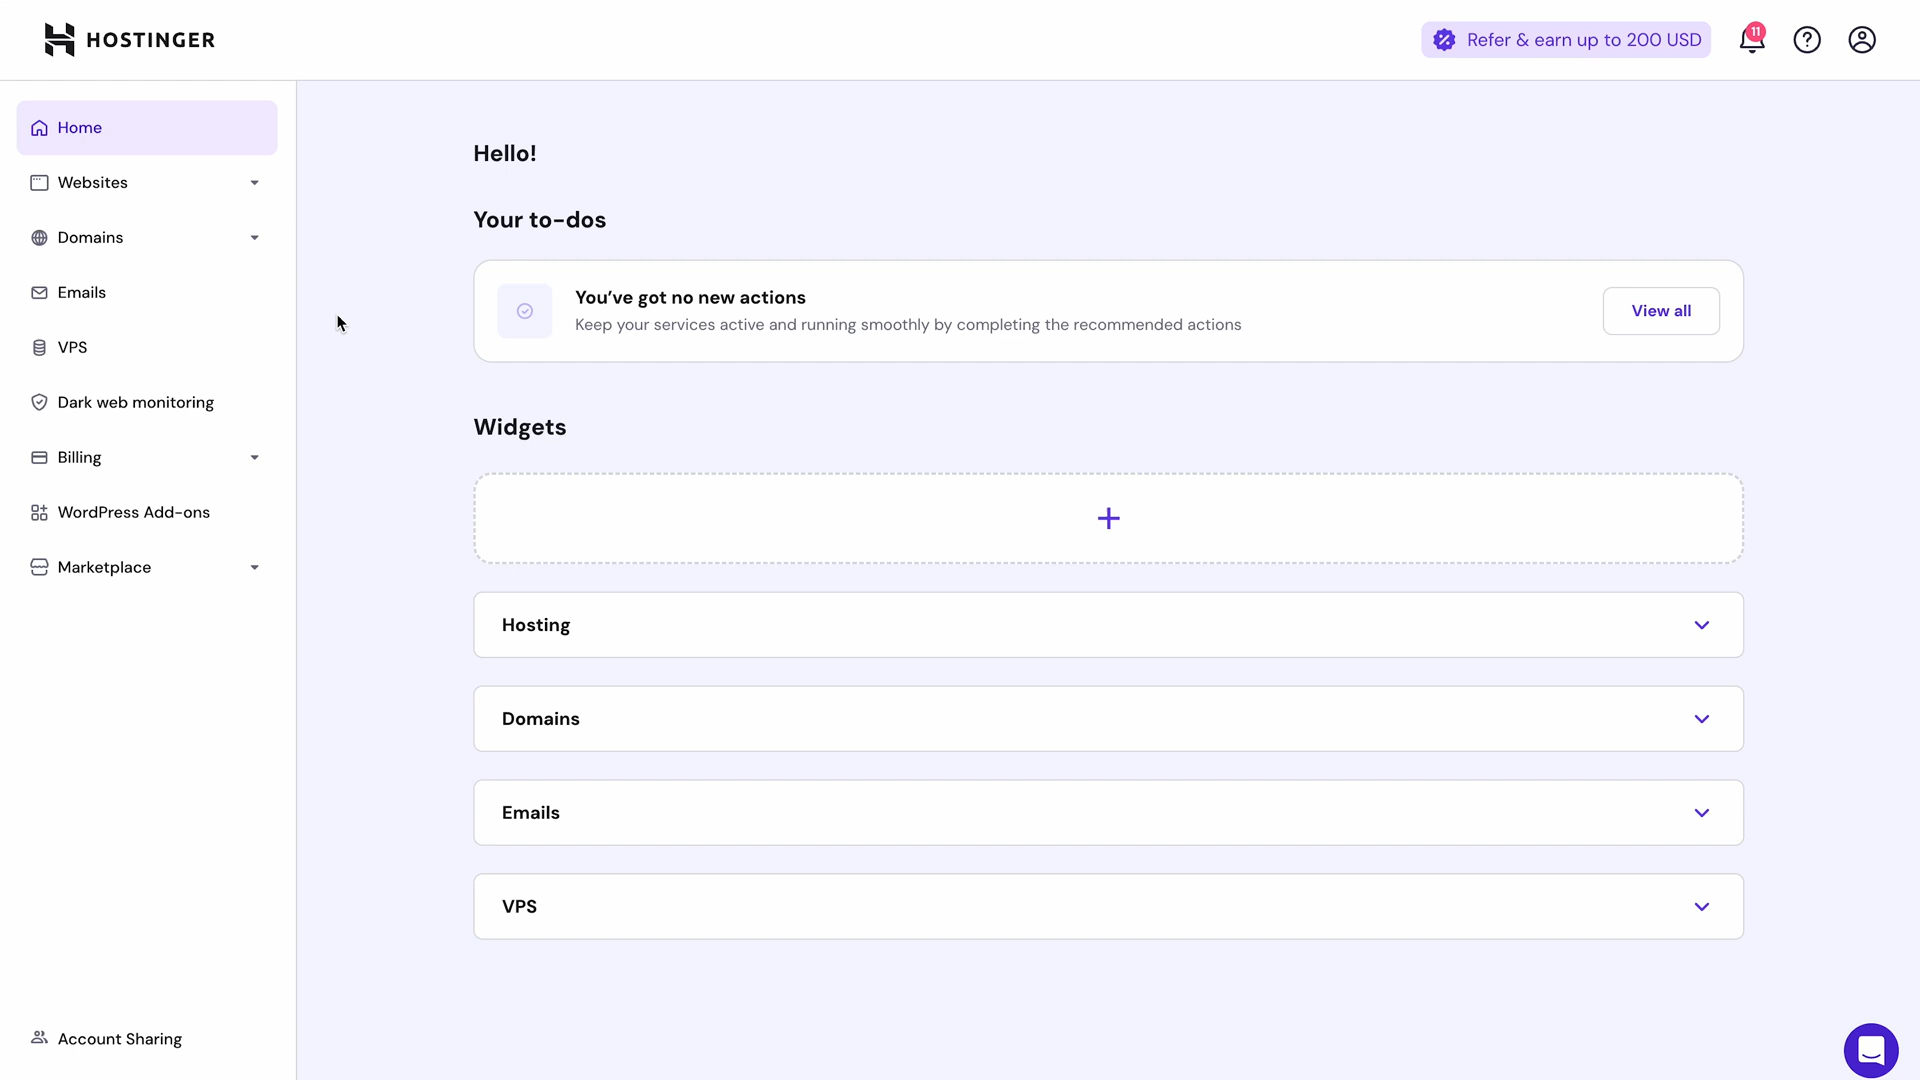 HOSTINGER
Refer & earn up to 200 USD
11
Home
Websites
Domains
Emails
VPS
Dark web monitoring
Billing
WordPress Add-ons
Marketplace
Account Sharing
Hello!
Your to-dos
You’ve got no new actions
Keep your services active and running smoothly by completing the recommended actions
View all
Widgets
Hosting
Domains
Emails
VPS